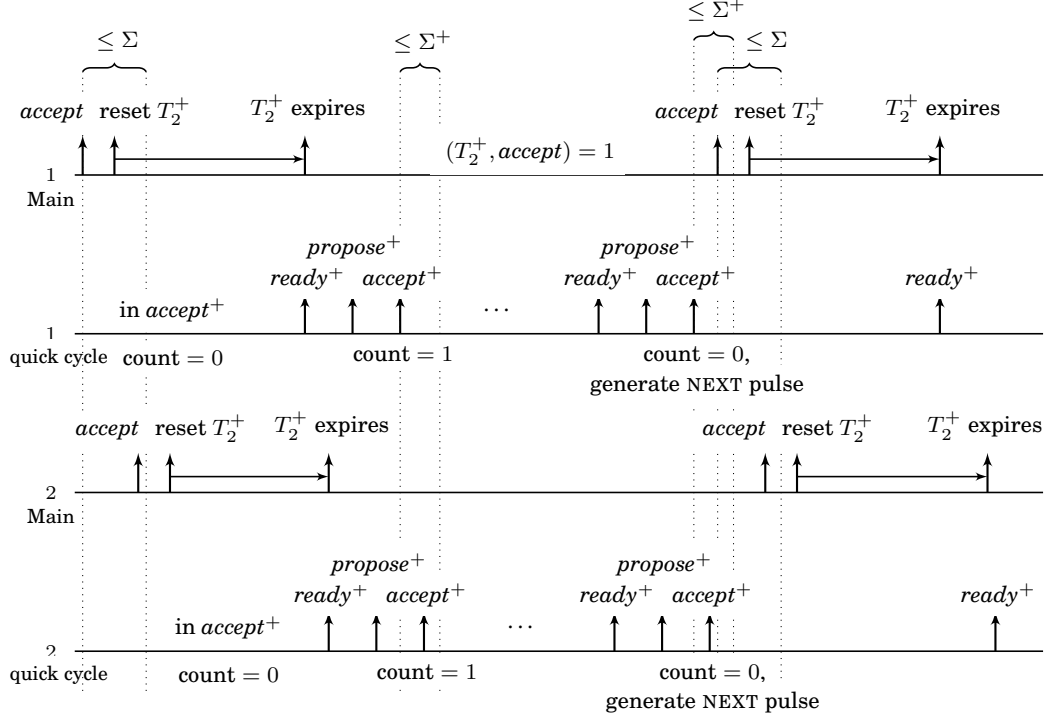 ≤ Σ⁺
≤ Σ ≤ Σ⁺ ≤ Σ
accept reset T₂⁺ T₂⁺ expires accept reset T₂⁺ T₂⁺ expires
(T₂⁺, accept) = 1
1
Main
propose⁺ propose⁺
ready⁺ accept⁺ ready⁺ accept⁺ ready⁺
in accept⁺ ...
1
quick cycle count = 0 count = 1 count = 0,
generate NEXT pulse
accept reset T₂⁺ T₂⁺ expires accept reset T₂⁺ T₂⁺ expires
2
Main
propose⁺ propose⁺
ready⁺ accept⁺ ready⁺ accept⁺ ready⁺
in accept⁺ ...
2
quick cycle count = 0 count = 1 count = 0,
generate NEXT pulse